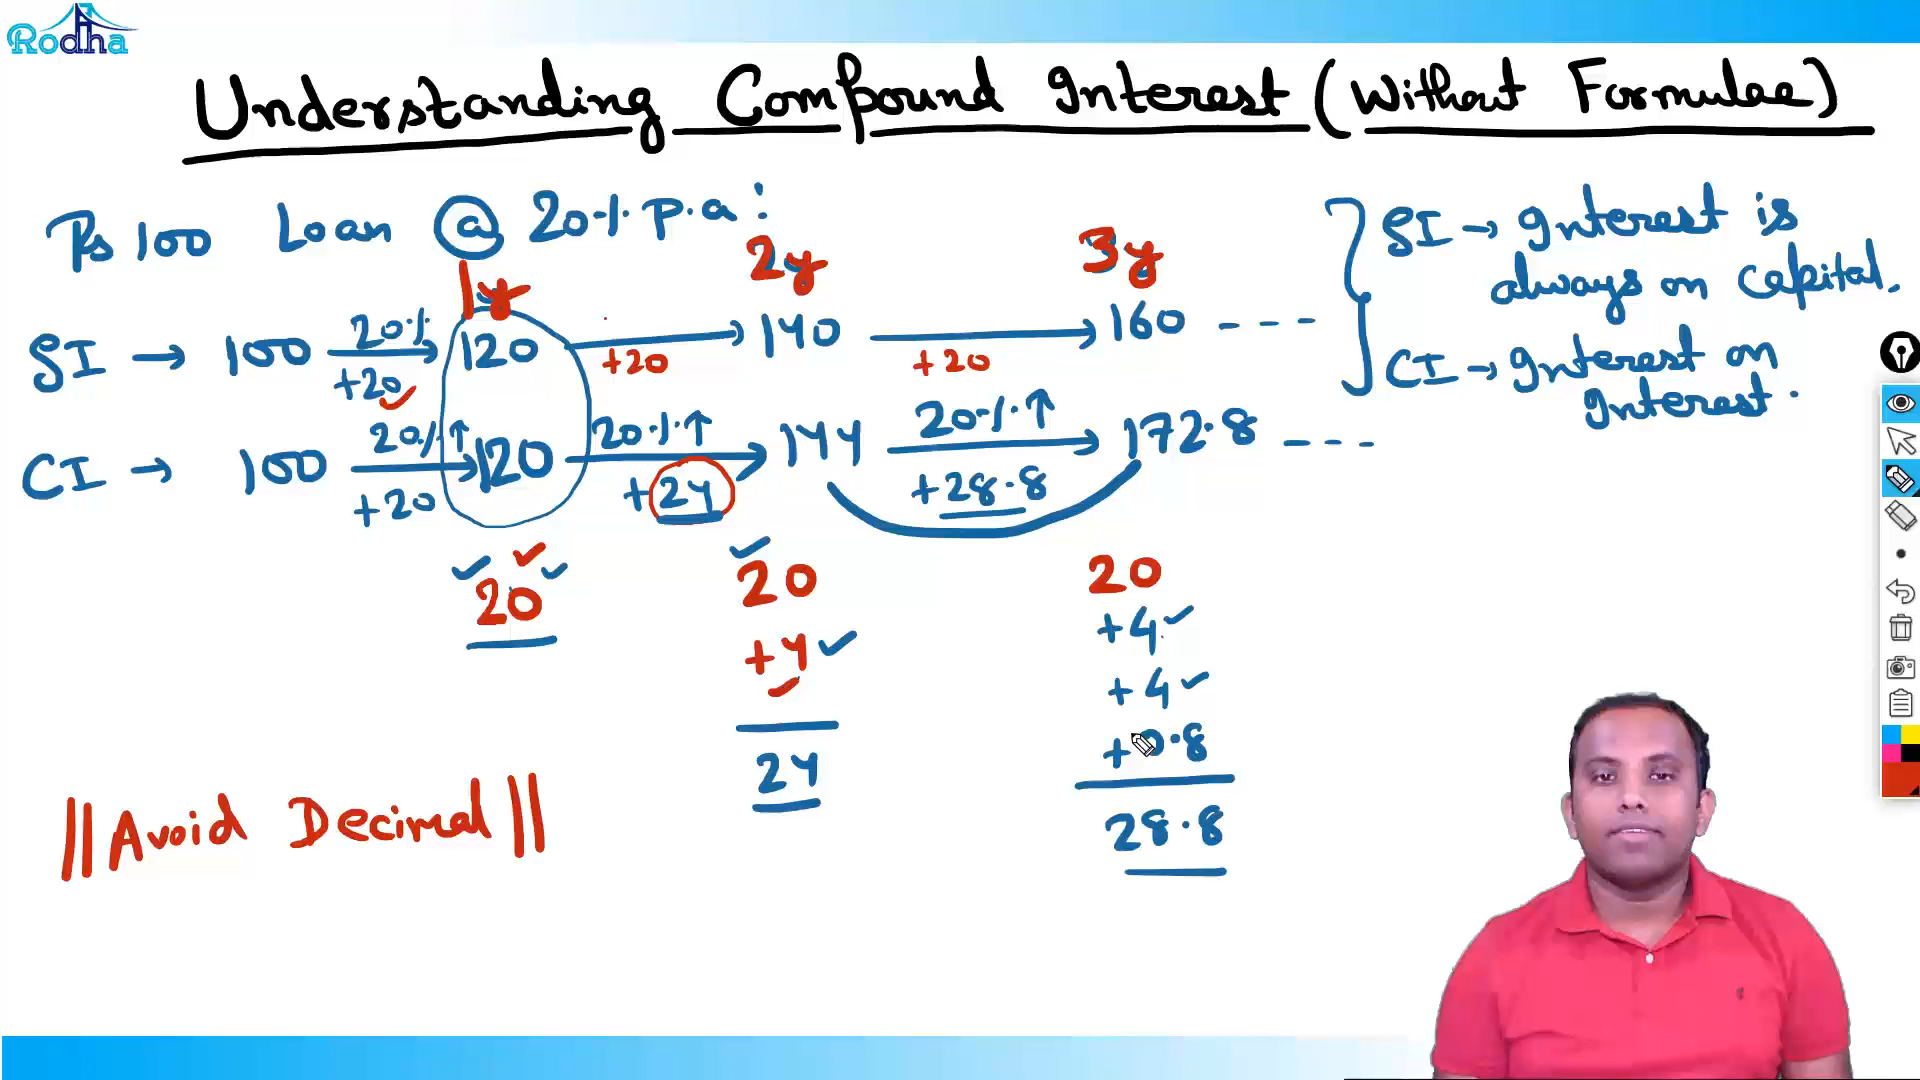 Rodha
Understanding Compound Interest (Without Formulae)
Rs 100 Loan @ 20% p.a:
1y 2y 3y
SI → 100 20% +20 120 +20 140 +20 160 - - - -
CI → 100 20%↑ +20 120 20%↑ +24 144 20%↑ +28.8 172.8 - - -
SI → Interest is
always on capital.
CI → Interest on
Interest.
20
20
+4
24
20
+4
+4
+0.8
28.8
||Avoid Decimal||